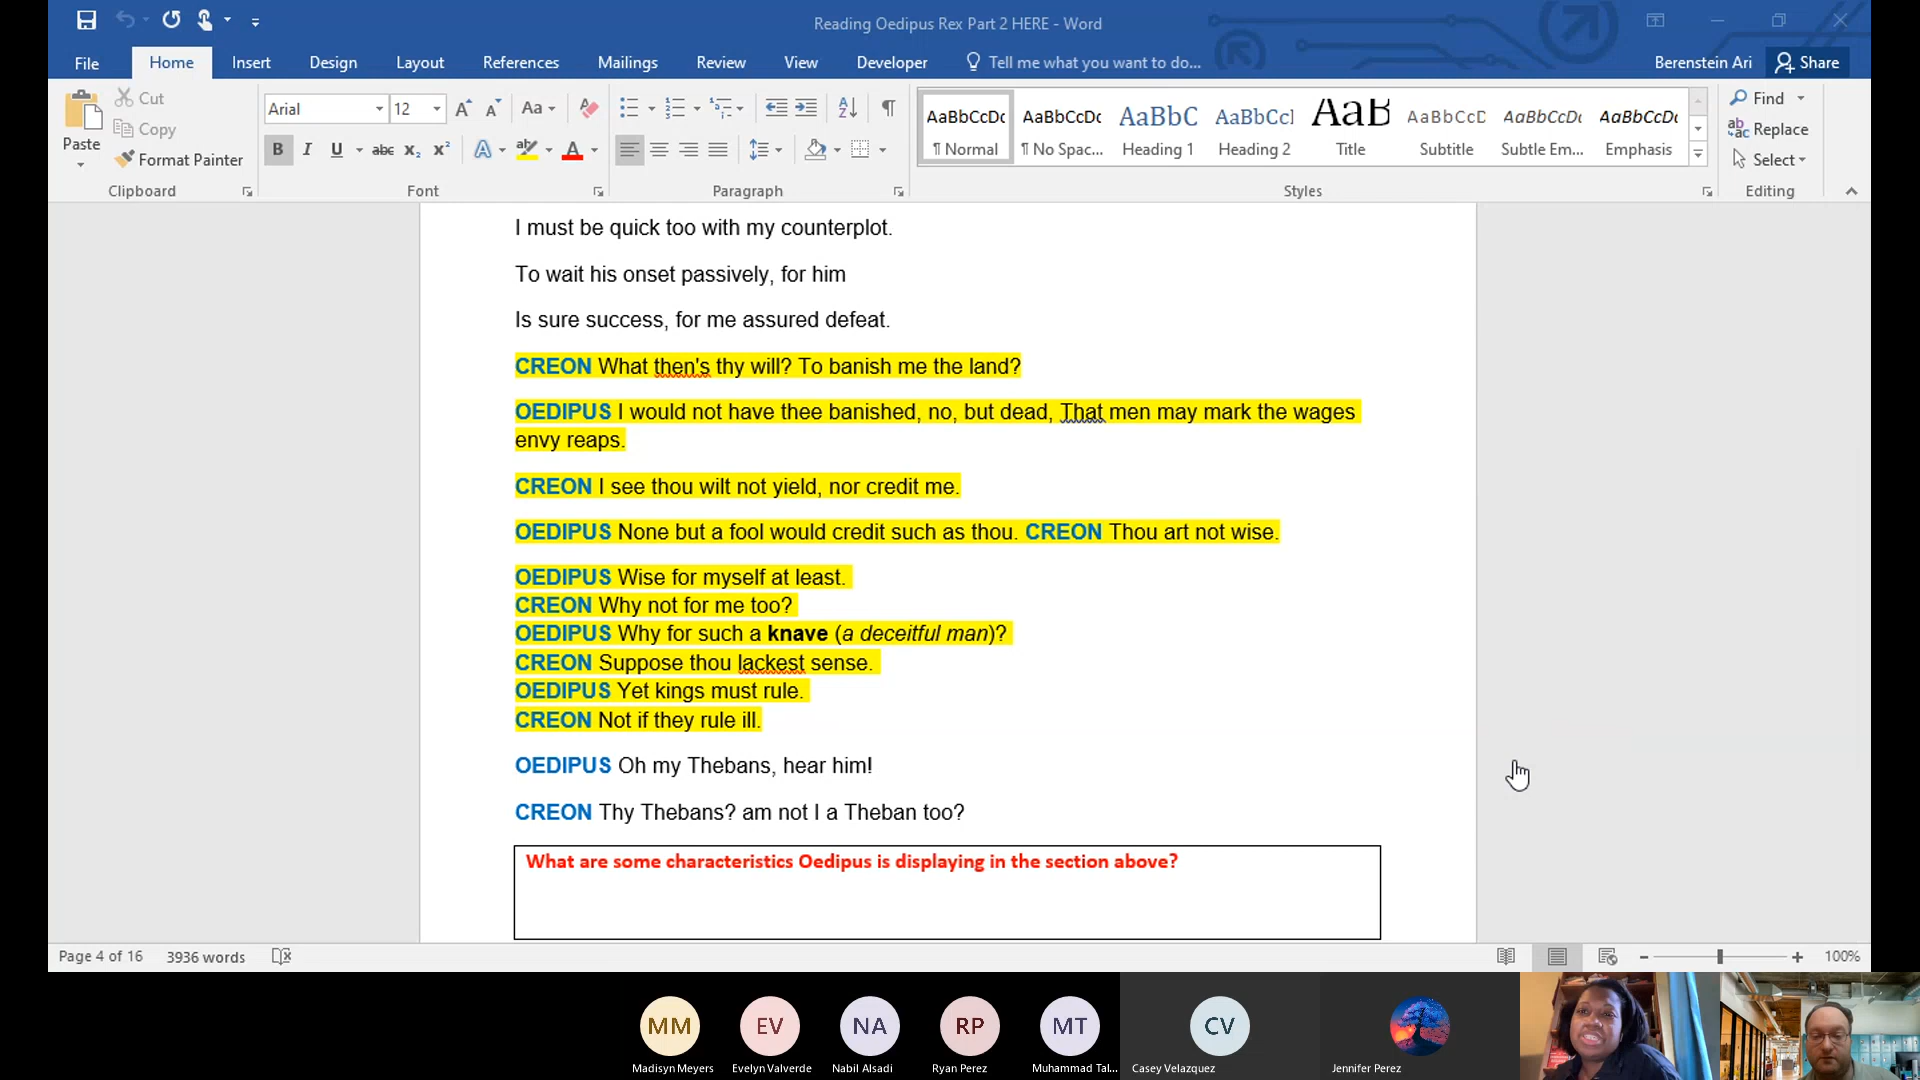 Reading Oedipus Rex Part 2 HERE - Word
File Home Insert Design Layout References Mailings Review View Developer Tell me what you want to do... Berenstein Ari Share
Paste
Cut
Copy
Format Painter
Clipboard
Arial 12
Font
Paragraph
AaBbCcDc AaBbCcDc AaBbC AaBbCcI AaB AaBbCcD AaBbCcDc AaBbCcDc
¶ Normal ¶ No Spac... Heading 1 Heading 2 Title Subtitle Subtle Em... Emphasis
Styles
Find
Replace
Select
Editing
I must be quick too with my counterplot.
To wait his onset passively, for him
Is sure success, for me assured defeat.
CREON What then's thy will? To banish me the land?
OEDIPUS I would not have thee banished, no, but dead, That men may mark the wages
envy reaps.
CREON I see thou wilt not yield, nor credit me.
OEDIPUS None but a fool would credit such as thou. CREON Thou art not wise.
OEDIPUS Wise for myself at least.
CREON Why not for me too?
OEDIPUS Why for such a knave (a deceitful man)?
CREON Suppose thou lackest sense.
OEDIPUS Yet kings must rule.
CREON Not if they rule ill.
OEDIPUS Oh my Thebans, hear him!
CREON Thy Thebans? am not I a Theban too?
What are some characteristics Oedipus is displaying in the section above?
Page 4 of 16 3936 words 100%
MM EV NA RP MT CV
Madisyn Meyers Evelyn Valverde Nabil Alsadi Ryan Perez Muhammad Tal... Casey Velazquez Jennifer Perez